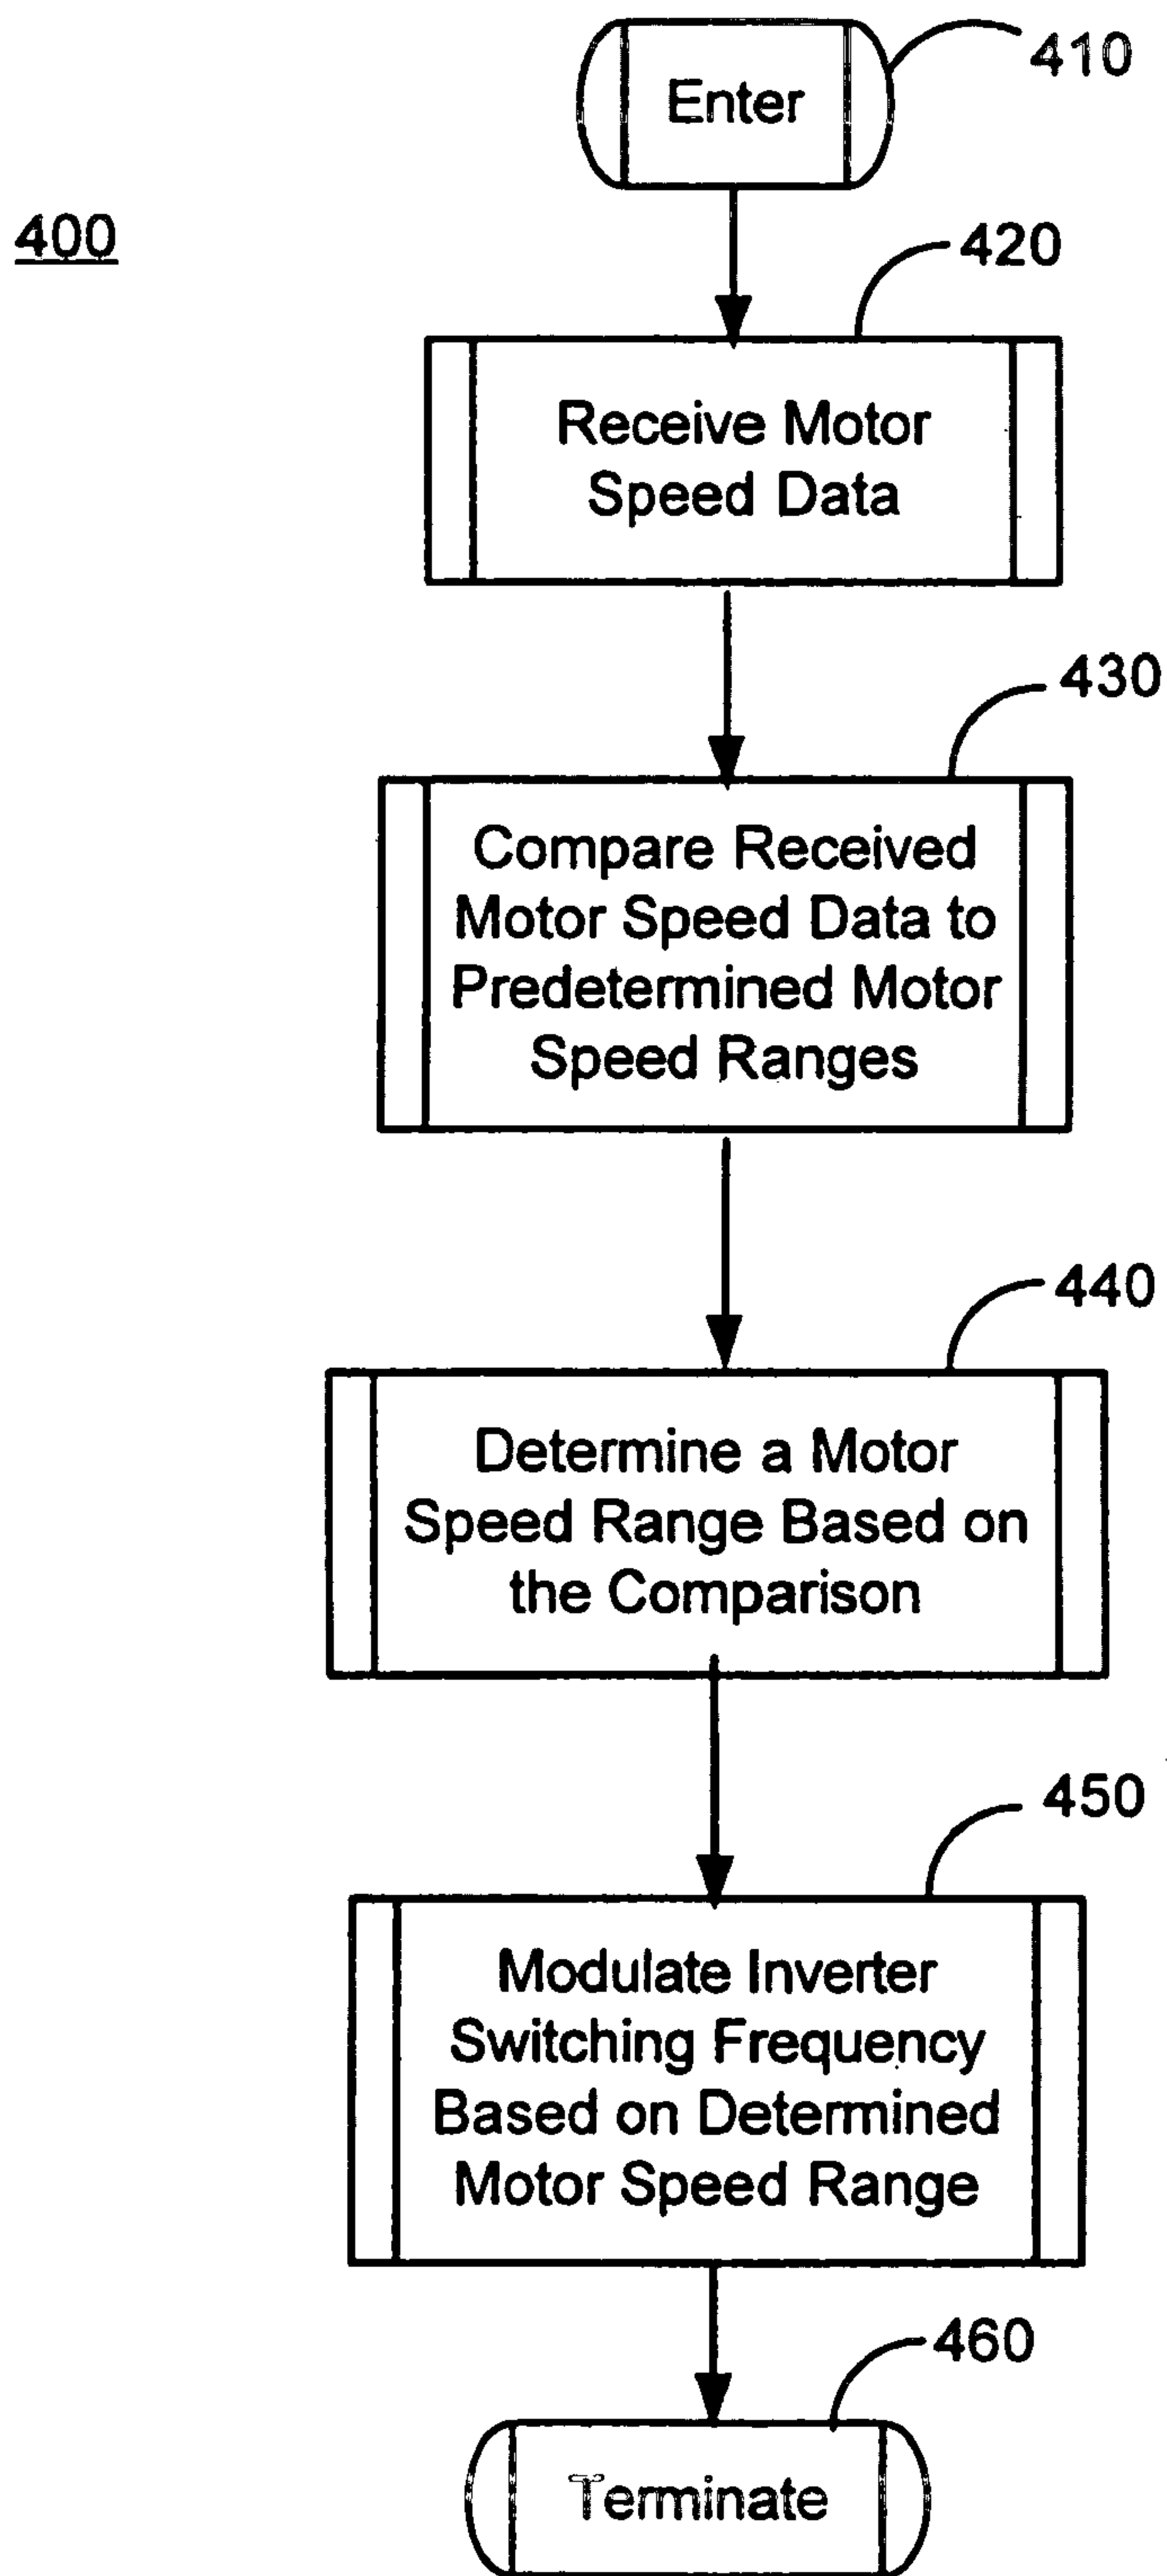 410
Enter
400
420
Receive Motor
Speed Data
430
Compare Received
Motor Speed Data to
Predetermined Motor
Speed Ranges
440
Determine a Motor
Speed Range Based on
the Comparison
450
Modulate Inverter
Switching Frequency
Based on Determined
Motor Speed Range
460
Terminate